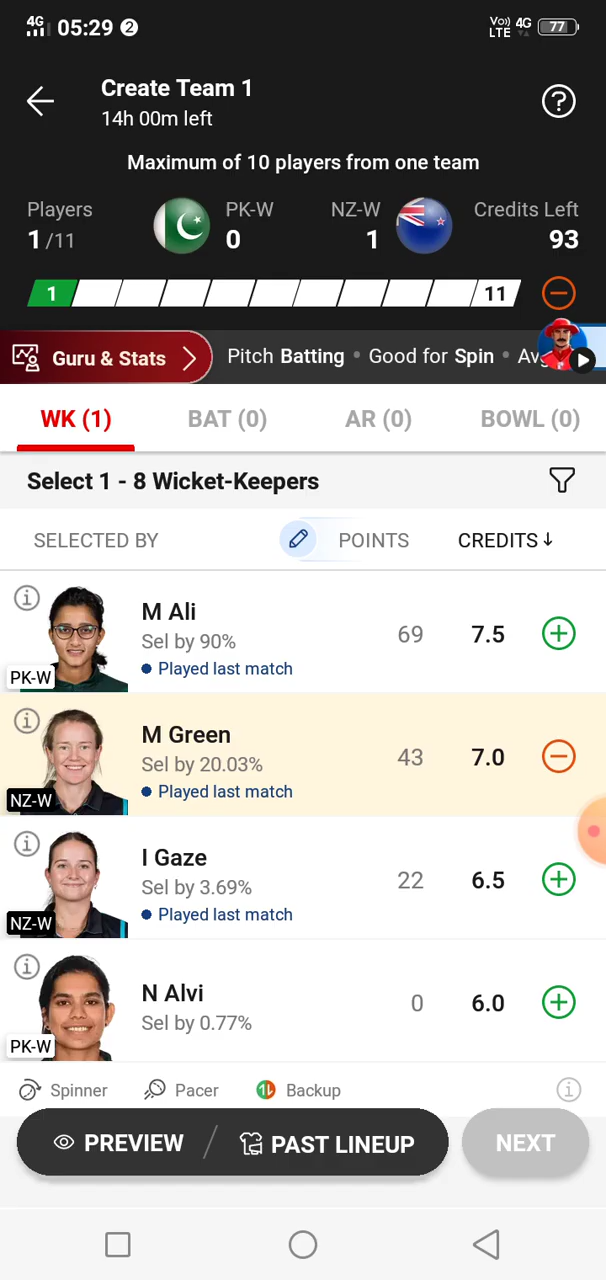 4G 05:29 2 Vo) 4G LTE 77
Create Team 1
14h 00m left
?
Maximum of 10 players from one team
Players PK-W NZ-W Credits Left
1/11 0 1 93
1 11
Guru & Stats Pitch Batting • Good for Spin •
WK (1) BAT (0) AR (0) BOWL (0)
Select 1 - 8 Wicket-Keepers
SELECTED BY POINTS CREDITS↓
M Ali
Sel by 90% 69 7.5
Played last match
PK-W
M Green
Sel by 20.03% 43 7.0
Played last match
NZ-W
I Gaze
Sel by 3.69% 22 6.5
Played last match
NZ-W
N Alvi
Sel by 0.77% 0 6.0
PK-W
Spinner Pacer Backup
PREVIEW / PAST LINEUP NEXT